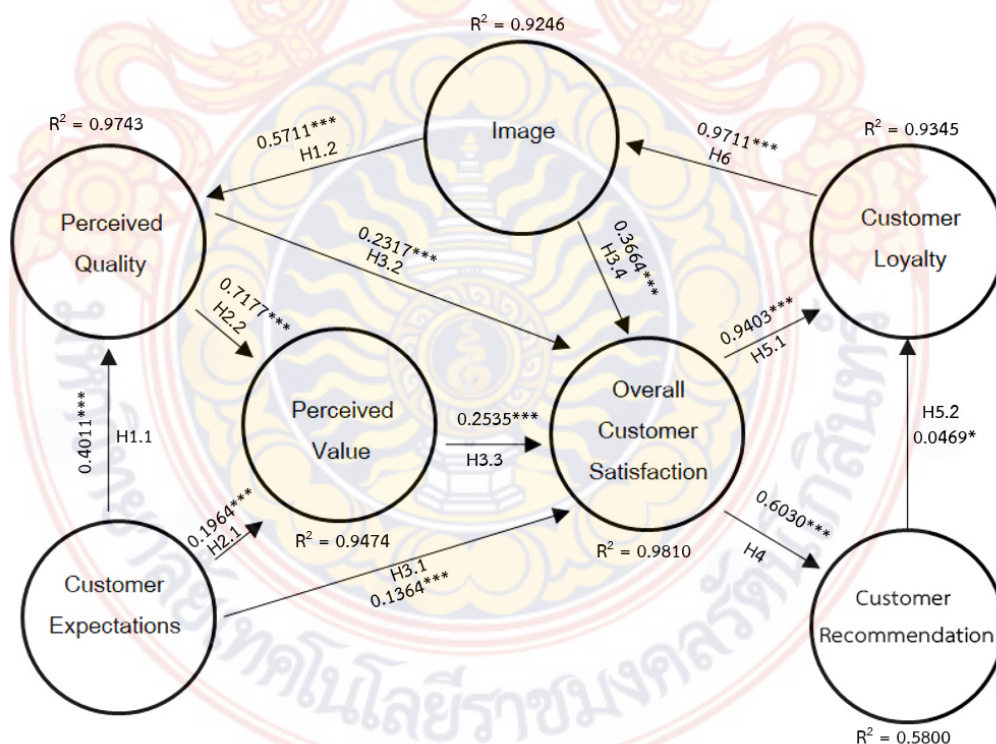 R² = 0.9246
Image
R² = 0.9743
Perceived
Quality
0.5711***
H1.2
0.9711***
H6
R² = 0.9345
Customer
Loyalty
0.2317***
H3.2
0.3664***
H3.4
0.7177***
H2.2
0.9403***
H5.1
Perceived
Value
0.2535***
H3.3
Overall
Customer
Satisfaction
0.4011***
H1.1
H5.2
0.0469*
0.1964***
H2.1
R² = 0.9474
R² = 0.9810
0.6030***
H4
H3.1
0.1364***
Customer
Expectations
Customer
Recommendation
R² = 0.5800